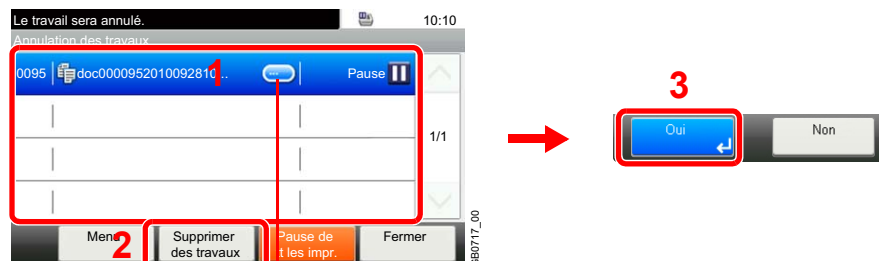 Le travail sera annulé.
10:10
Annulation des travaux
0095 doc0000952010092810... Pause
1
1/1
Menu
2
Supprimer
des travaux
Pause de
t les impr.
Fermer
B0717_00
3
Oui
Non